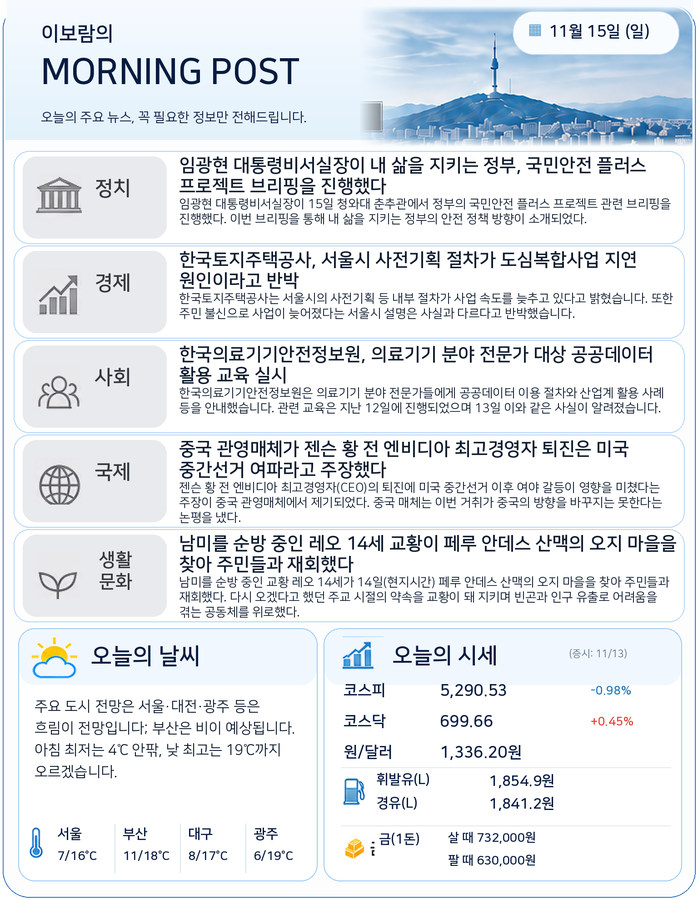 이보람의
MORNING POST
11월 15일 (일)
오늘의 주요 뉴스, 꼭 필요한 정보만 전해드립니다.
정치
임광현 대통령비서실장이 내 삶을 지키는 정부, 국민안전 플러스
프로젝트 브리핑을 진행했다
임광현 대통령비서실장이 15일 청와대 춘추관에서 정부의 국민안전 플러스 프로젝트 관련 브리핑을
진행했다. 이번 브리핑을 통해 내 삶을 지키는 정부의 안전 정책 방향이 소개되었다.
경제
한국토지주택공사, 서울시 사전기획 절차가 도심복합사업 지연
원인이라고 반박
한국토지주택공사는 서울시의 사전기획 등 내부 절차가 사업 속도를 늦추고 있다고 밝혔습니다. 또한
주민 불신으로 사업이 늦어졌다는 서울시 설명은 사실과 다르다고 반박했습니다.
사회
한국의료기기안전정보원, 의료기기 분야 전문가 대상 공공데이터
활용 교육 실시
한국의료기기안전정보원은 의료기기 분야 전문가들에게 공공데이터 이용 절차와 산업계 활용 사례
등을 안내했습니다. 관련 교육은 지난 12일에 진행되었으며 13일 이와 같은 사실이 알려졌습니다.
국제
중국 관영매체가 젠슨 황 전 엔비디아 최고경영자 퇴진은 미국
중간선거 여파라고 주장했다
젠슨 황 전 엔비디아 최고경영자(CEO)의 퇴진에 미국 중간선거 이후 여야 갈등이 영향을 미쳤다는
주장이 중국 관영매체에서 제기되었다. 중국 매체는 이번 거취가 중국의 방향을 바꾸지는 못한다는
논평을 냈다.
생활
문화
남미를 순방 중인 레오 14세 교황이 페루 안데스 산맥의 오지 마을을
찾아 주민들과 재회했다
남미를 순방 중인 교황 레오 14세가 14일(현지시간) 페루 안데스 산맥의 오지 마을을 찾아 주민들과
재회했다. 다시 오겠다고 했던 주교 시절의 약속을 교황이 돼 지키며 빈곤과 인구 유출로 어려움을
겪는 공동체를 위로했다.
오늘의 날씨
주요 도시 전망은 서울·대전·광주 등은
흐림이 전망입니다; 부산은 비이 예상됩니다.
아침 최저는 4℃ 안팎, 낮 최고는 19℃까지
오르겠습니다.
서울 부산 대구 광주
7/16°C 11/18°C 8/17°C 6/19°C
오늘의 시세 (증시: 11/13)
코스피 5,290.53 -0.98%
코스닥 699.66 +0.45%
원/달러 1,336.20원
휘발유(L) 1,854.9원
경유(L) 1,841.2원
금(1돈) 살 때 732,000원
팔 때 630,000원